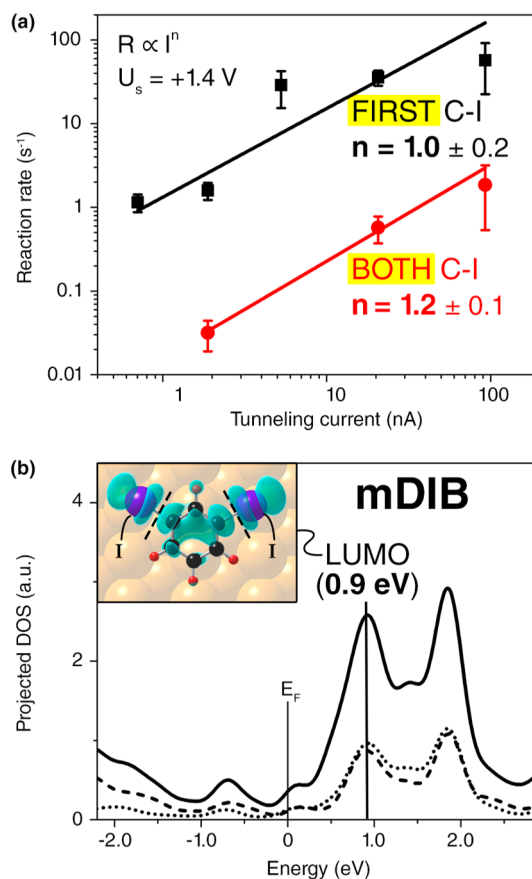 (a)
R ∝ Iⁿ
Uₛ = +1.4 V
FIRST C-I
n = 1.0 ± 0.2
BOTH C-I
n = 1.2 ± 0.1
Reaction rate (s⁻¹)
100
10
1
0.1
0.01
1
10
100
Tunneling current (nA)
(b)
mDIB
I
I
LUMO
(0.9 eV)
E_F
Projected DOS (a.u.)
4
2
0
-2.0
-1.0
0
1.0
2.0
Energy (eV)